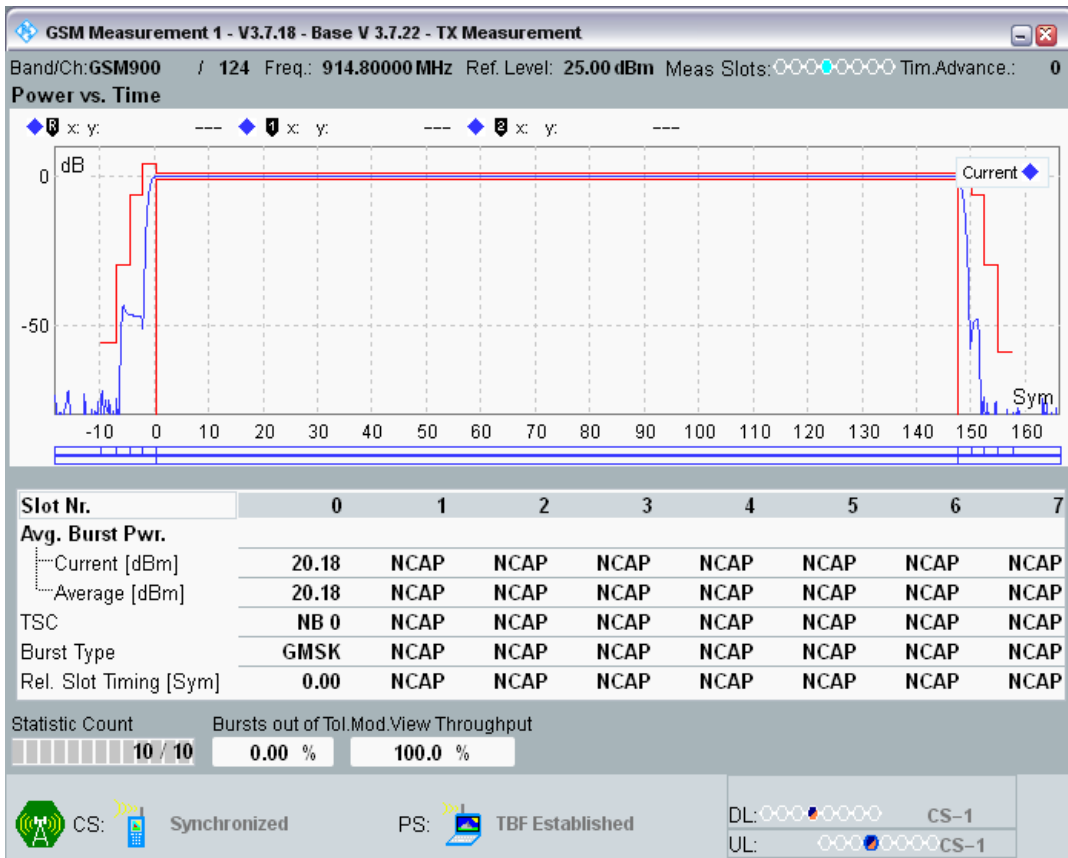 GSM Measurement 1 - V3.7.18 - Base V 3.7.22 - TX Measurement
Band/Ch:GSM900 / 124 Freq.: 914.80000 MHz Ref. Level: 25.00 dBm Meas Slots: Tim.Advance.: 0
Power vs. Time
R x: y: --- 1 x: y: --- 2 x: y: ---
dB
Current
0
-50
Sym
-10 0 10 20 30 40 50 60 70 80 90 100 110 120 130 140 150 160
Slot Nr. 0 1 2 3 4 5 6 7
Avg. Burst Pwr.
Current [dBm] 20.18 NCAP NCAP NCAP NCAP NCAP NCAP NCAP
Average [dBm] 20.18 NCAP NCAP NCAP NCAP NCAP NCAP NCAP
TSC NB 0 NCAP NCAP NCAP NCAP NCAP NCAP NCAP
Burst Type GMSK NCAP NCAP NCAP NCAP NCAP NCAP NCAP
Rel. Slot Timing [Sym] 0.00 NCAP NCAP NCAP NCAP NCAP NCAP NCAP
Statistic Count Bursts out of Tol.Mod.View Throughput
10 / 10 0.00 % 100.0 %
CS: Synchronized PS: TBF Established
DL: CS-1
UL: CS-1